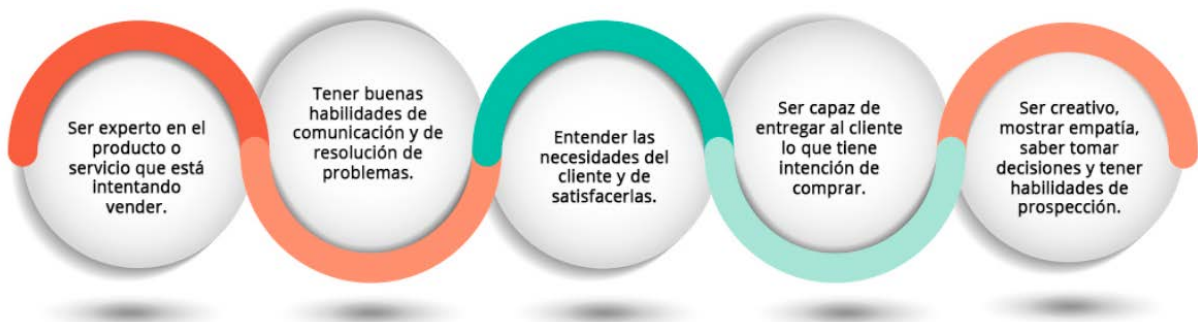 Ser experto en el
producto o
servicio que está
intentando
vender.
Tener buenas
habilidades de
comunicación y de
resolución de
problemas.
Entender las
necesidades del
cliente y de
satisfacerlas.
Ser capaz de
entregar al cliente
lo que tiene
intención de
comprar.
Ser creativo,
mostrar empatía,
saber tomar
decisiones y tener
habilidades de
prospección.